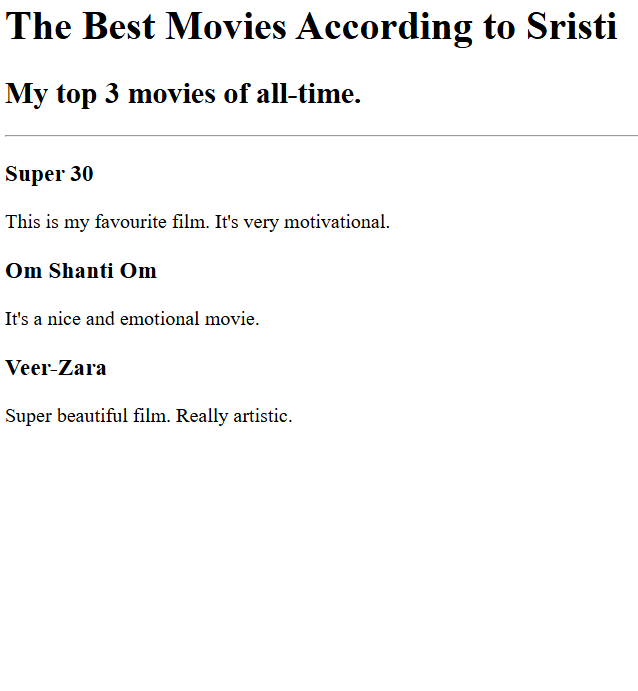 The Best Movies According to Sristi
My top 3 movies of all-time.
Super 30
This is my favourite film. It's very motivational.
Om Shanti Om
It's a nice and emotional movie.
Veer-Zara
Super beautiful film. Really artistic.